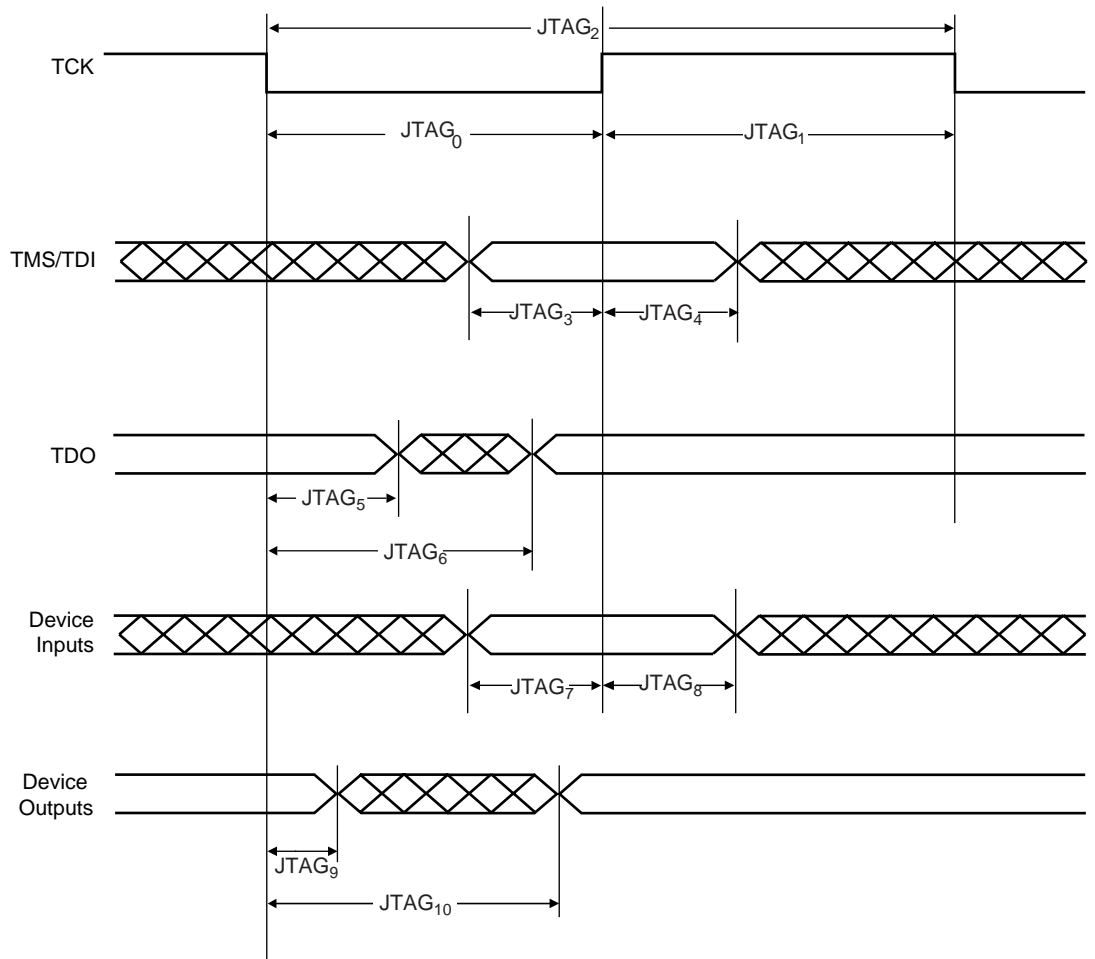 JTAG₂
TCK
JTAG₀
JTAG₁
TMS/TDI
JTAG₃
JTAG₄
TDO
JTAG₅
JTAG₆
Device
Inputs
JTAG₇
JTAG₈
Device
Outputs
JTAG₉
JTAG₁₀